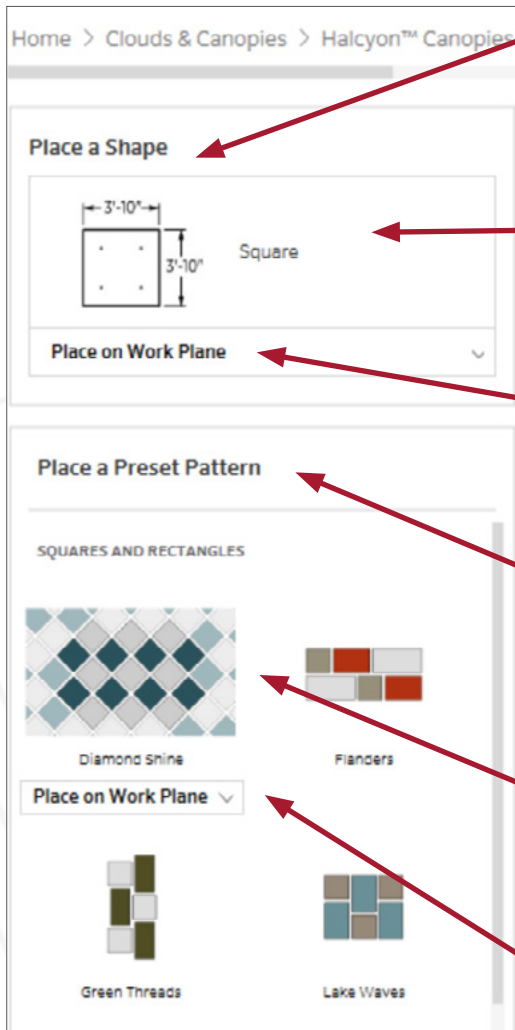 Home > Clouds & Canopies > Halcyon™ Canopies
Place a Shape
3'-10"
3'-10"
Square
Place on Work Plane
Place a Preset Pattern
SQUARES AND RECTANGLES
Diamond Shine
Flanders
Place on Work Plane
Green Threads
Lake Waves